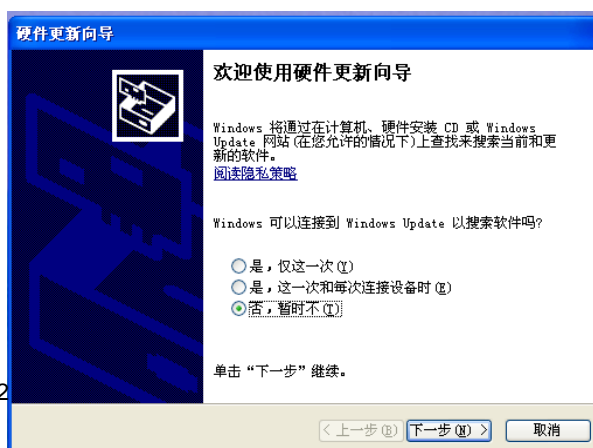 硬件更新向导
欢迎使用硬件更新向导
Windows 将通过在计算机、硬件安装 CD 或 Windows
Update 网站(在您允许的情况下)上查找来搜索当前和更
新的软件。
阅读隐私策略
Windows 可以连接到 Windows Update 以搜索软件吗?
是，仅这一次(Y)
是，这一次和每次连接设备时(E)
否，暂时不(T)
单击“下一步”继续。
2
< 上一步(B) 下一步(N) > 取消